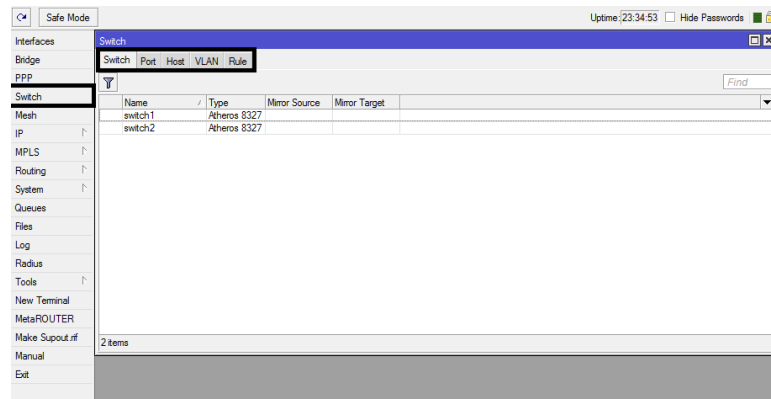 Safe Mode
Uptime: 23:34:53 Hide Passwords
Interfaces
Bridge
PPP
Switch
Mesh
IP
MPLS
Routing
System
Queues
Files
Log
Radius
Tools
New Terminal
MetaROUTER
Make Supout.rif
Manual
Exit
Switch
Switch Port Host VLAN Rule
Find
Name / Type Mirror Source Mirror Target
switch1 Atheros 8327
switch2 Atheros 8327
2 items